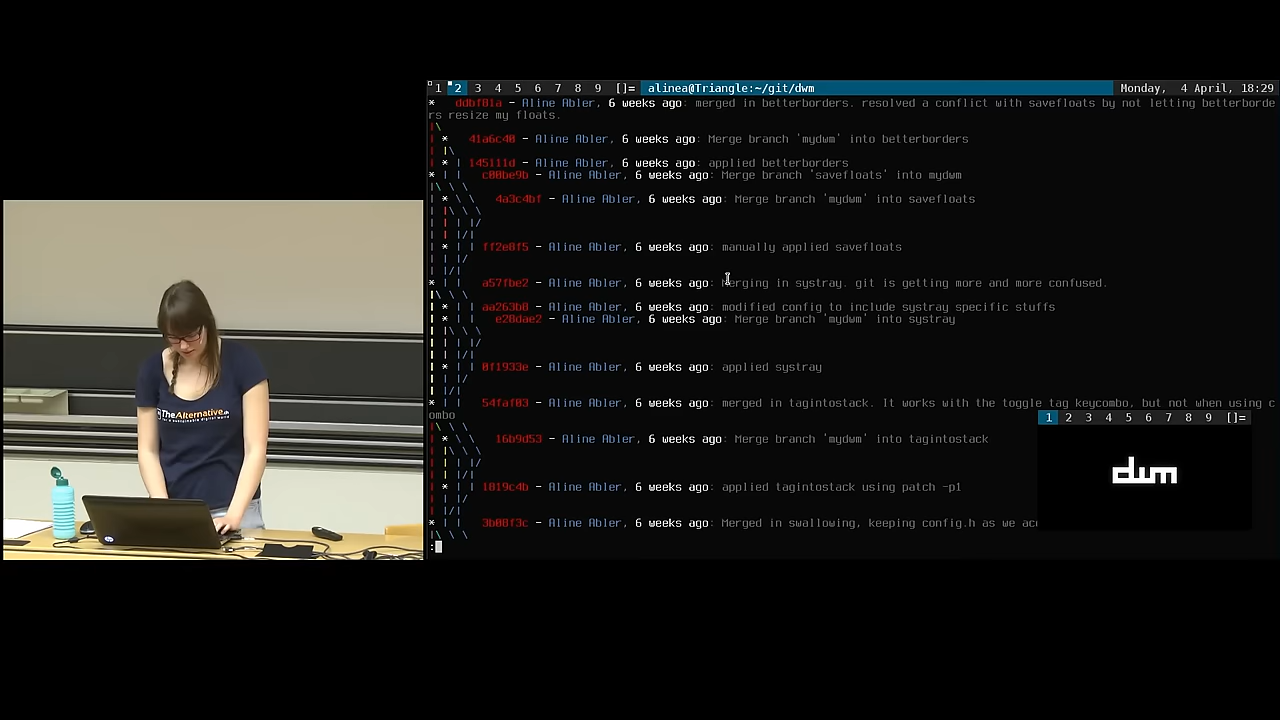 1 2 3 4 5 6 7 8 9 []= alinea@Triangle:~/git/dwm Monday, 4 April, 18:29
* ddbf81a - Aline Abler, 6 weeks ago: merged in betterborders. resolved a conflict with savefloats by not letting betterborde
rs resize my floats.
* 41a6c40 - Aline Abler, 6 weeks ago: Merge branch 'mydwm' into betterborders
* 145111d - Aline Abler, 6 weeks ago: applied betterborders
* c00be9b - Aline Abler, 6 weeks ago: Merge branch 'savefloats' into mydwm
* 4a3c4bf - Aline Abler, 6 weeks ago: Merge branch 'mydwm' into savefloats
* ff2e8f5 - Aline Abler, 6 weeks ago: manually applied savefloats
* a57fbe2 - Aline Abler, 6 weeks ago: merging in systray. git is getting more and more confused.
* aa263b0 - Aline Abler, 6 weeks ago: modified config to include systray specific stuffs
* e28dae2 - Aline Abler, 6 weeks ago: Merge branch 'mydwm' into systray
* 0f1933e - Aline Abler, 6 weeks ago: applied systray
* 54faf03 - Aline Abler, 6 weeks ago: merged in tagintostack. It works with the toggle tag keycombo, but not when using c
ombo
* 16b9d53 - Aline Abler, 6 weeks ago: Merge branch 'mydwm' into tagintostack
* 1819c4b - Aline Abler, 6 weeks ago: applied tagintostack using patch -p1
* 3b08f3c - Aline Abler, 6 weeks ago: Merged in swallowing, keeping config.h as we
:
1 2 3 4 5 6 7 8 9 []=
dwm
TheAlternative.ch
hp